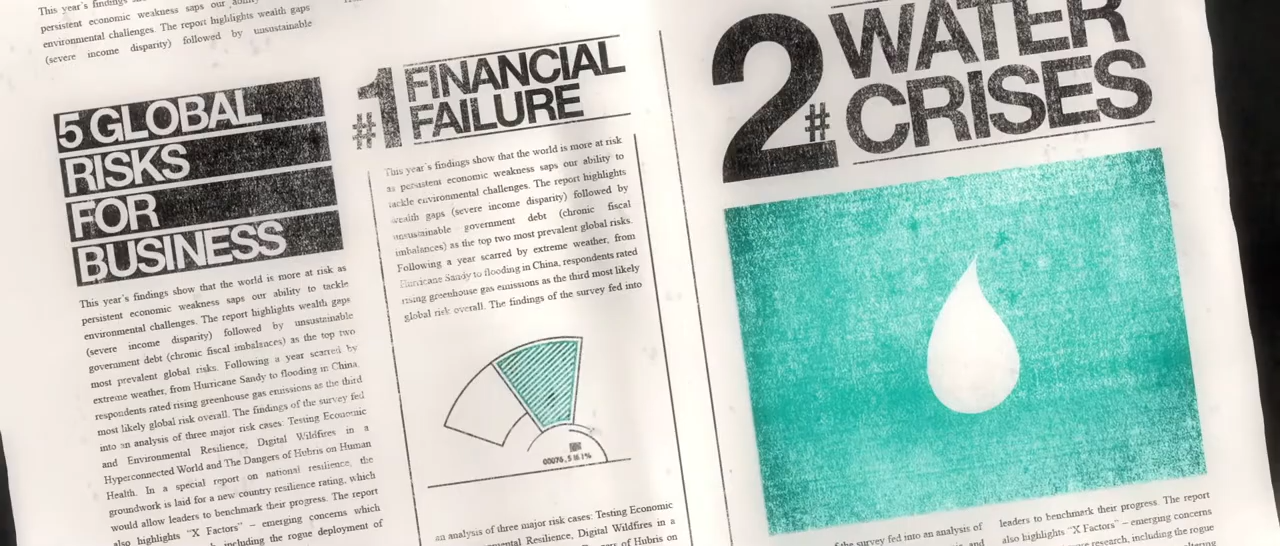 This year's findings
persistent economic weakness saps our ability
environmental challenges. The report highlights wealth gaps
(severe income disparity) followed by unsustainable
5 GLOBAL
RISKS
FOR
BUSINESS
This year's findings show that the world is more at risk as
persistent economic weakness saps our ability to tackle
environmental challenges. The report highlights wealth gaps
(severe income disparity) followed by unsustainable
government debt (chronic fiscal imbalances) as the top two
most prevalent global risks. Following a year scarred by
extreme weather, from Hurricane Sandy to flooding in China,
respondents rated rising greenhouse gas emissions as the third
most likely global risk overall. The findings of the survey fed
into an analysis of three major risk cases. Testing Economic
and Environmental Resilience, Digital Wildfires in a
Hyperconnected World and The Dangers of Hubris on Human
Health. In a special report on national resilience, the
groundwork is laid for a new country resilience rating, which
would allow leaders to benchmark their progress. The report
also highlights "X Factors" – emerging concerns which
including the rogue deployment of
#1 FINANCIAL
FAILURE
This year's findings show that the world is more at risk
as persistent economic weakness saps our ability to
tackle environmental challenges. The report highlights
wealth gaps (severe income disparity) followed by
unsustainable government debt (chronic fiscal
imbalances) as the top two most prevalent global risks.
Following a year scarred by extreme weather, from
Hurricane Sandy to flooding in China, respondents rated
rising greenhouse gas emissions as the third most likely
global risk overall. The findings of the survey fed into
an analysis of three major risk cases: Testing Economic
Resilience, Digital Wildfires in a
of Hubris on
2# WATER
CRISES
of the survey fed into an analysis of
leaders to benchmark their progress. The report
also highlights "X Factors" – emerging concerns
research, including the rogue